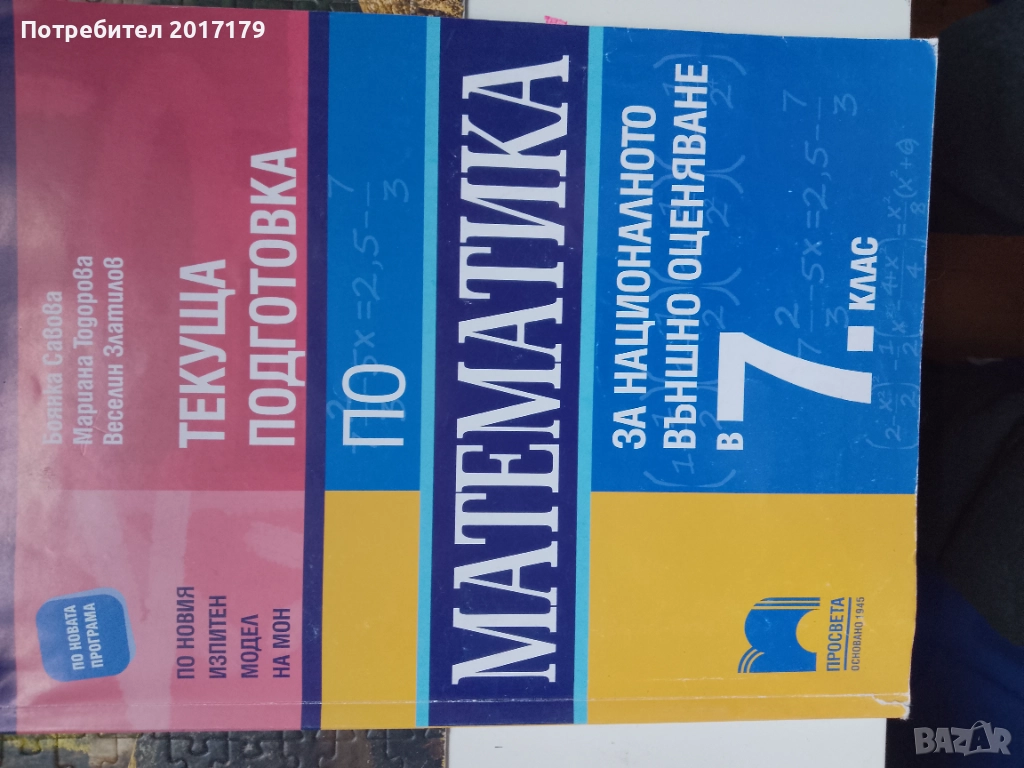 Потребител 2017179
Боянка Савова
Мариана Тодорова
Веселин Златилов
ТЕКУЩА
ПОДГОТОВКА
ПО НОВАТА
ПРОГРАМА
ПО НОВИЯ
ИЗПИТЕН
МОДЕЛ
НА МОН
ПО
МАТЕМАТИКА
ЗА НАЦИОНАЛНОТО
ВЪНШНО ОЦЕНЯВАНЕ
В 7. КЛАС
ПРОСВЕТА
ОСНОВАНО 1945
BAZAR